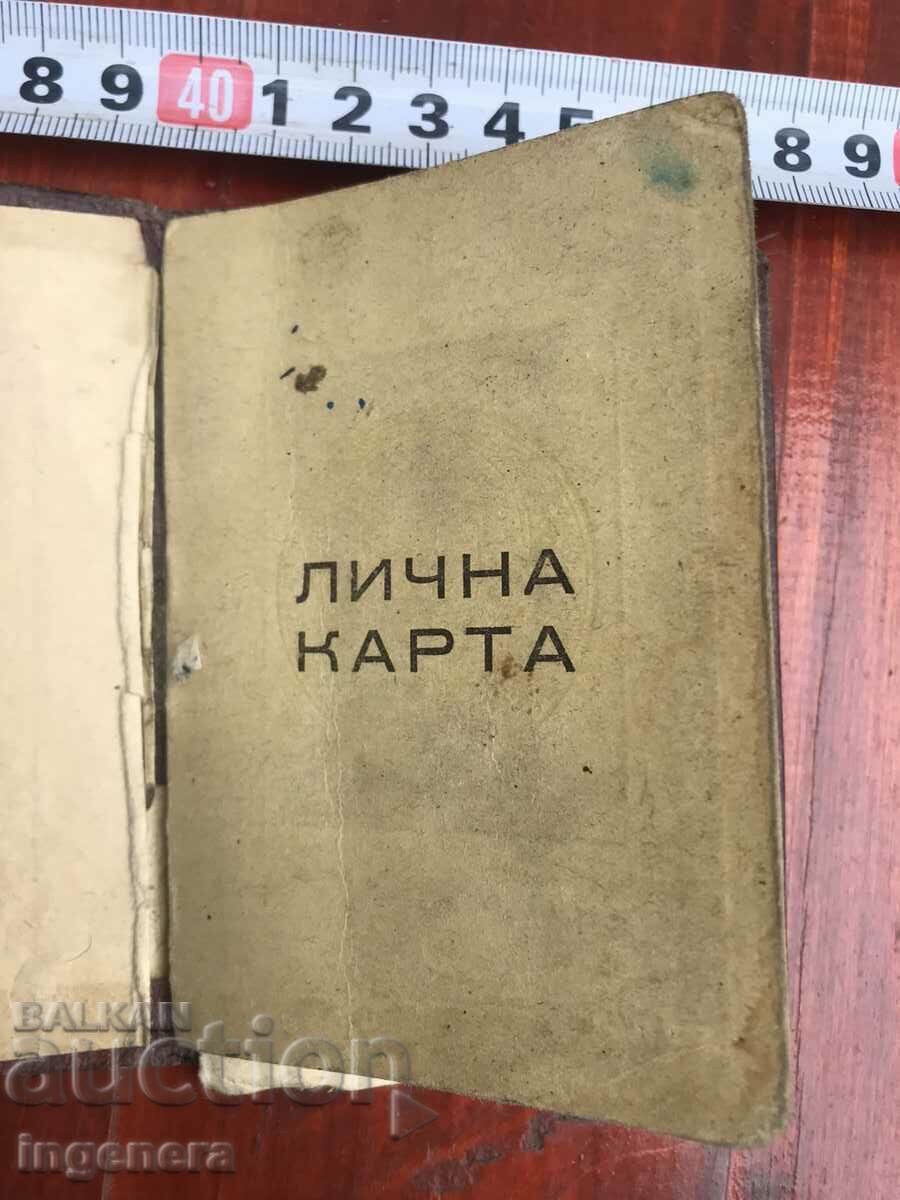 8 9 40 1 2 3 4 5 8 9
ЛИЧНА
КАРТА
BALKAN
auction
ingenera